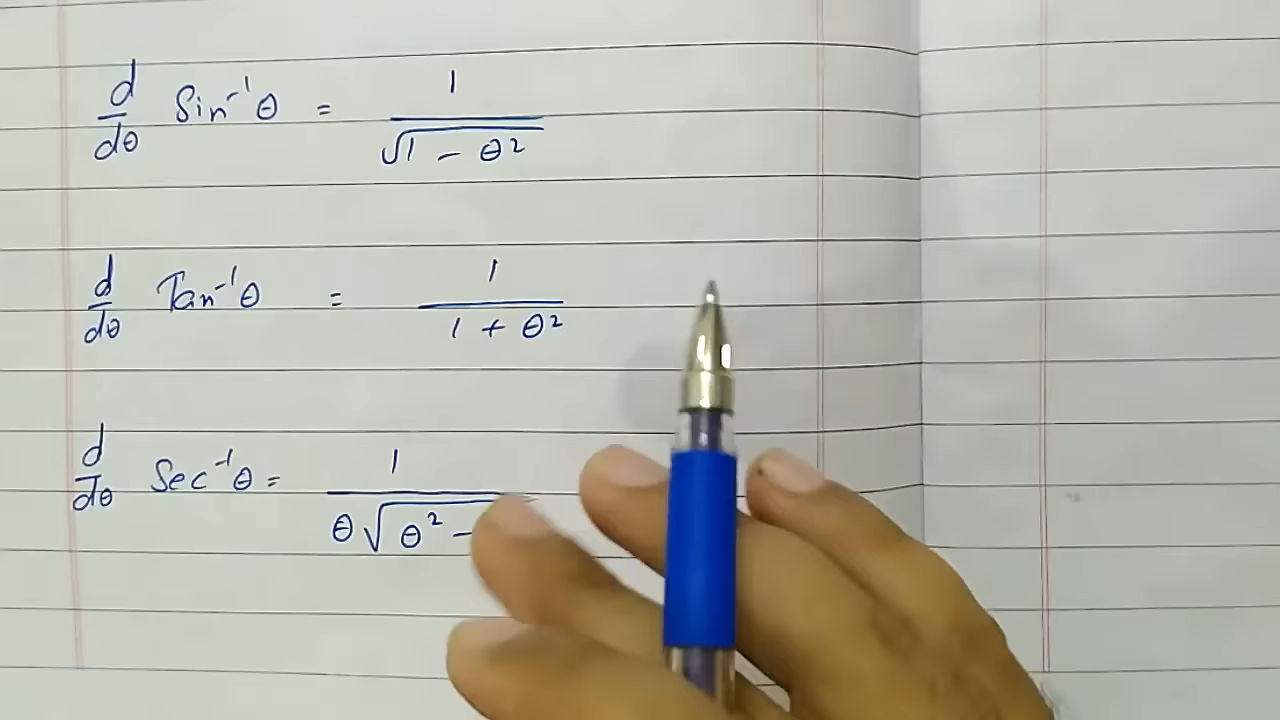 d/dθ Sin⁻¹θ = 1/√1 - θ²
d/dθ Tan⁻¹θ = 1/1 + θ²
d/dθ Sec⁻¹θ = 1/θ√θ² -